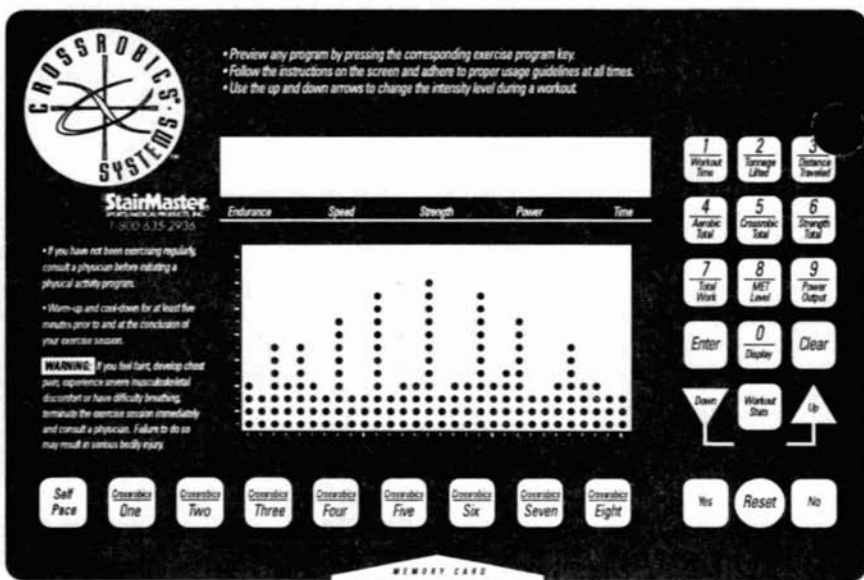 CROSSROBICS
SYSTEMS
• Preview any program by pressing the corresponding exercise program key.
• Follow the instructions on the screen and adhere to proper usage guidelines at all times.
• Use the up and down arrows to change the intensity level during a workout.
StairMaster
SPORTS/MEDICAL PRODUCTS, INC.
1-800-635-2936
Endurance Speed Strength Power Time
• If you have not been exercising regularly,
consult a physician before initiating a
physical activity program.
• Warm-up and cool-down for at least five
minutes prior to and at the conclusion of
your exercise session.
WARNING: If you feel faint, develop chest
pain, experience severe musculoskeletal
discomfort or have difficulty breathing,
terminate the exercise session immediately
and consult a physician. Failure to do so
may result in serious bodily injury.
1 2 3
Workout Time Tonnage Lifted Distance Traveled
4 5 6
Aerobic Total Crossrobic Total Strength Total
7 8 9
Total Work MET Level Power Output
Enter 0 Display Clear
Down Workout Stats Up
Self Pace Crossrobics One Crossrobics Two Crossrobics Three Crossrobics Four Crossrobics Five Crossrobics Six Crossrobics Seven Crossrobics Eight
Yes Reset No
MEMORY CARD